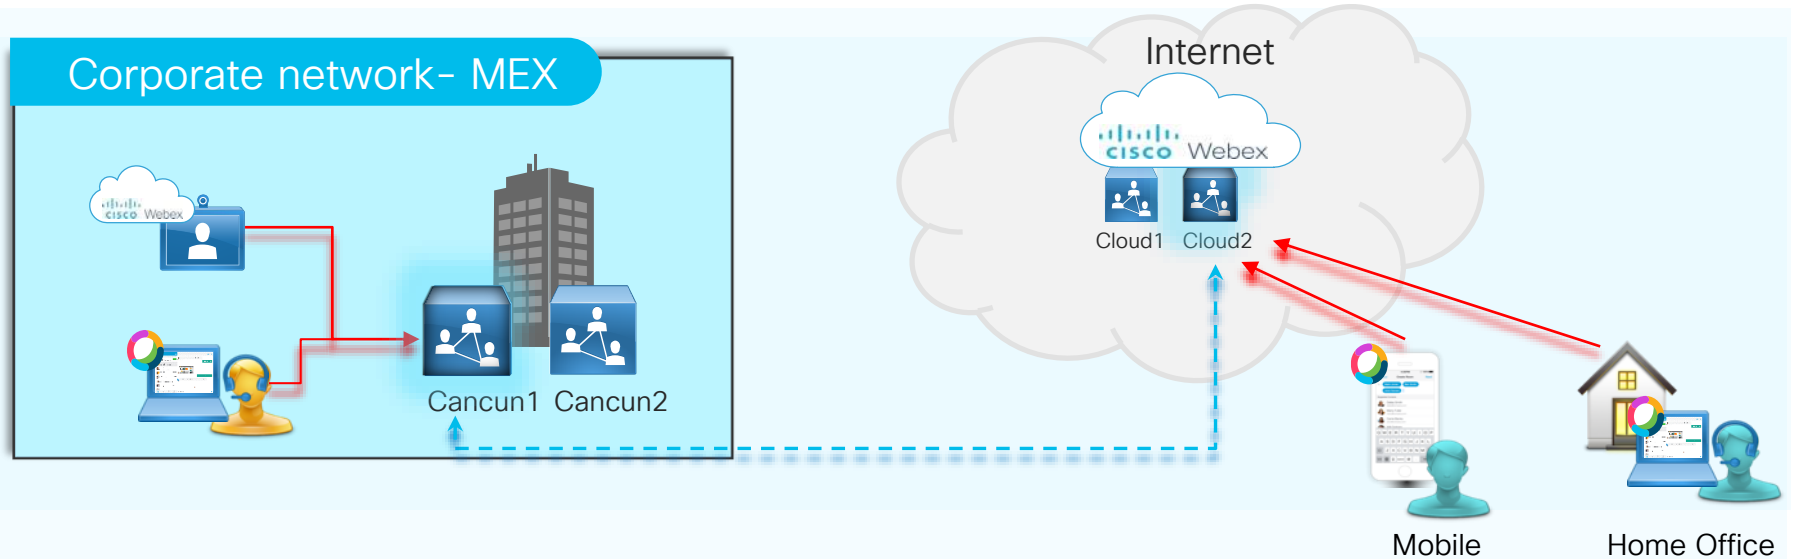 Corporate network- MEX
Internet
CISCO Webex
Cloud1 Cloud2
CISCO Webex
Cancun1 Cancun2
Mobile
Home Office